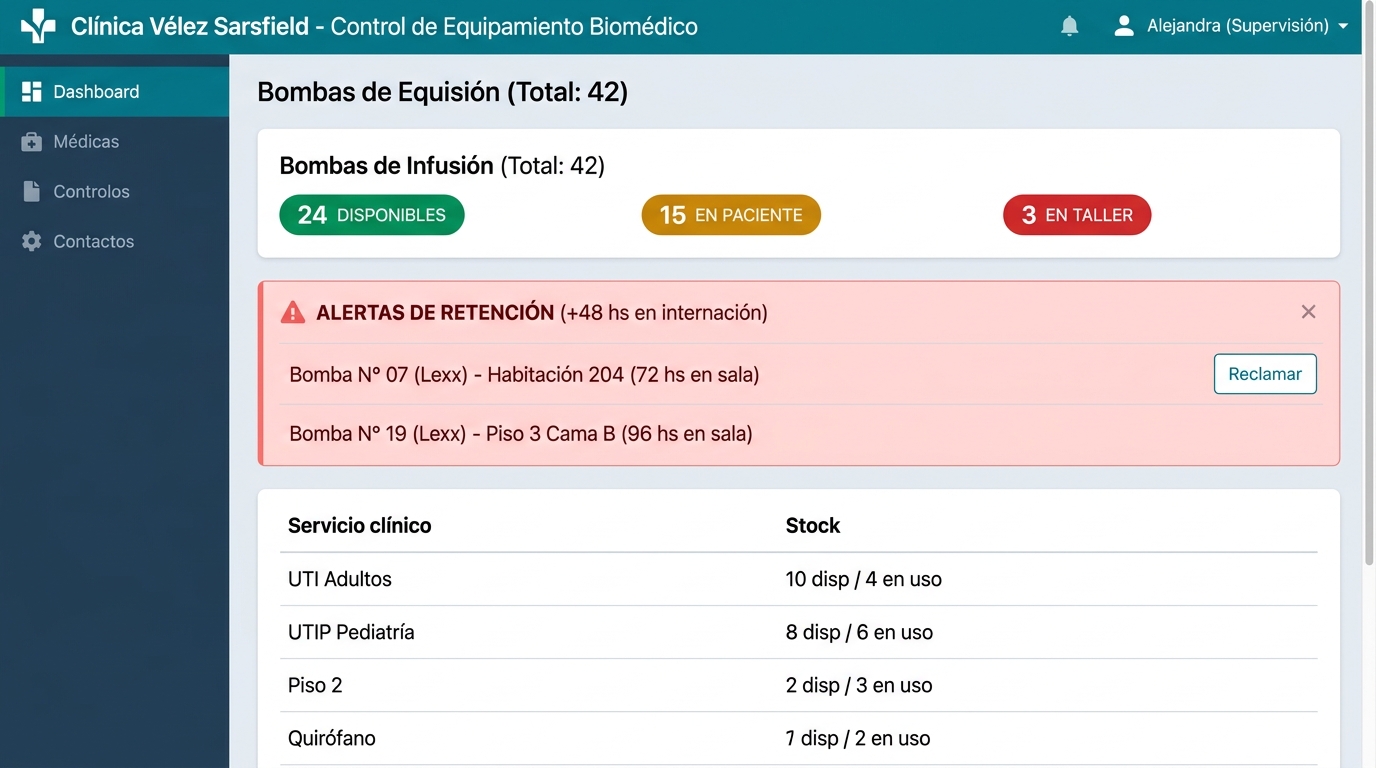 Clínica Vélez Sarsfield - Control de Equipamiento Biomédico
Alejandra (Supervisión)
Dashboard
Médicas
Controlos
Contactos
Bombas de Equisión (Total: 42)
Bombas de Infusión (Total: 42)
24 DISPONIBLES
15 EN PACIENTE
3 EN TALLER
ALERTAS DE RETENCIÓN (+48 hs en internación)
Bomba Nº 07 (Lexx) - Habitación 204 (72 hs en sala)
Reclamar
Bomba Nº 19 (Lexx) - Piso 3 Cama B (96 hs en sala)
Servicio clínico Stock
UTI Adultos 10 disp / 4 en uso
UTIP Pediatría 8 disp / 6 en uso
Piso 2 2 disp / 3 en uso
Quirófano 1 disp / 2 en uso